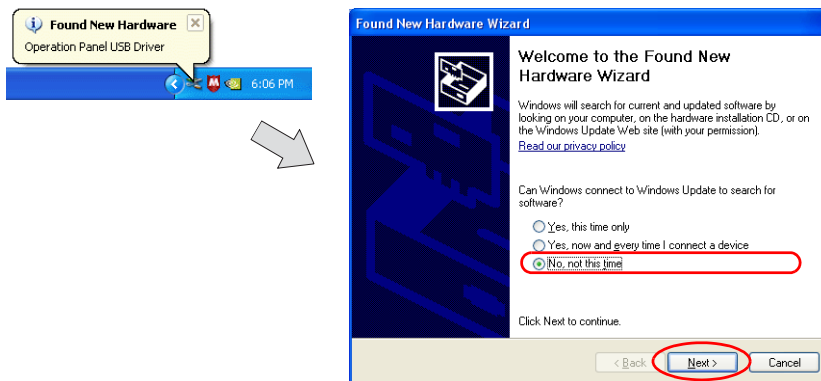 Found New Hardware
Operation Panel USB Driver
6:06 PM
Found New Hardware Wizard
Welcome to the Found New
Hardware Wizard
Windows will search for current and updated software by
looking on your computer, on the hardware installation CD, or on
the Windows Update Web site (with your permission).
Read our privacy policy
Can Windows connect to Windows Update to search for
software?
Yes, this time only
Yes, now and every time I connect a device
No, not this time
Click Next to continue.
< Back
Next >
Cancel